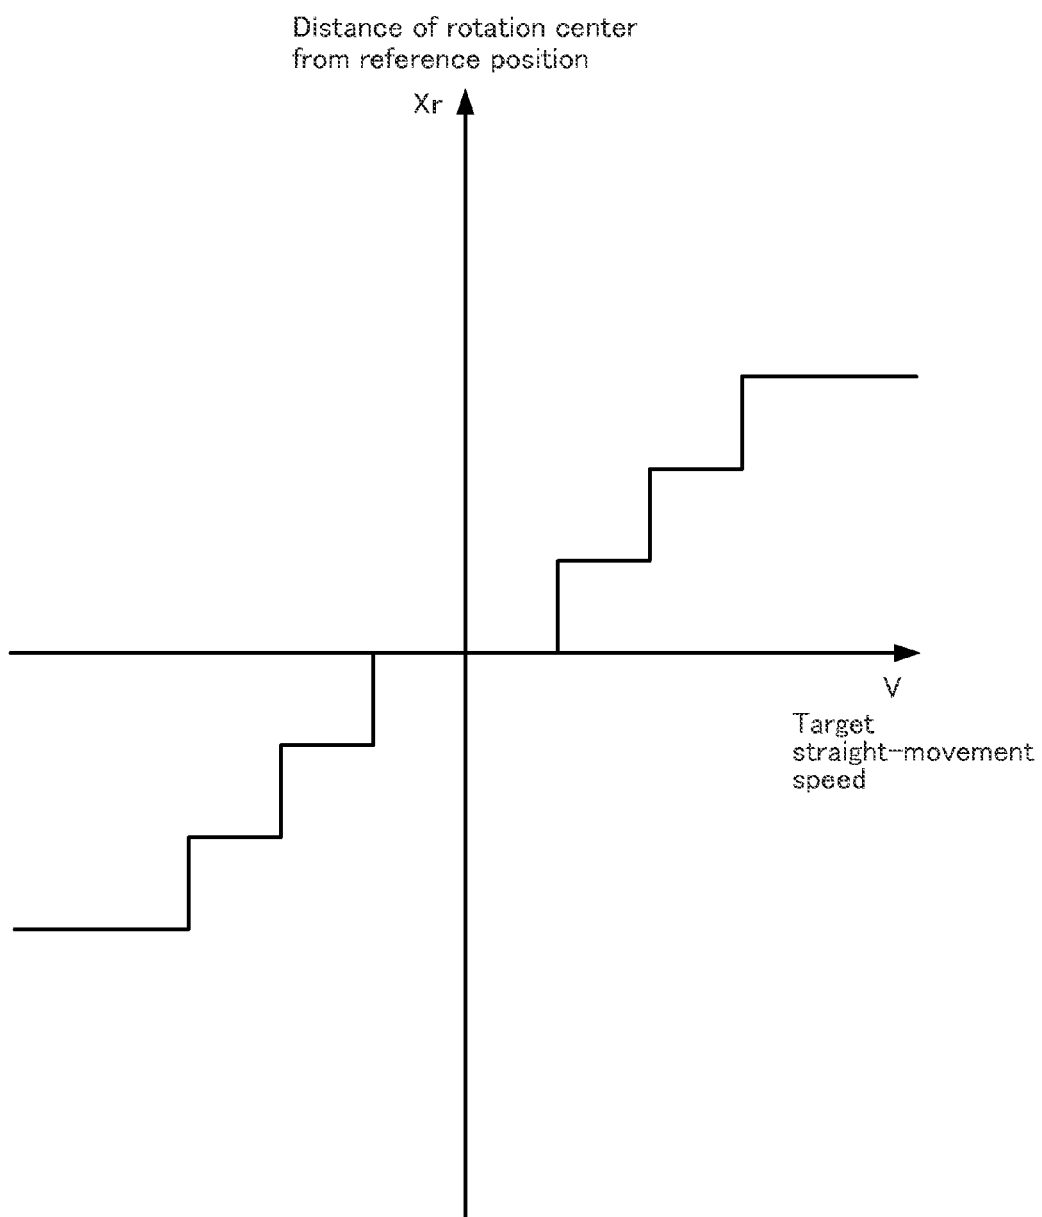 Distance of rotation center
from reference position
Xr
V
Target
straight-movement
speed